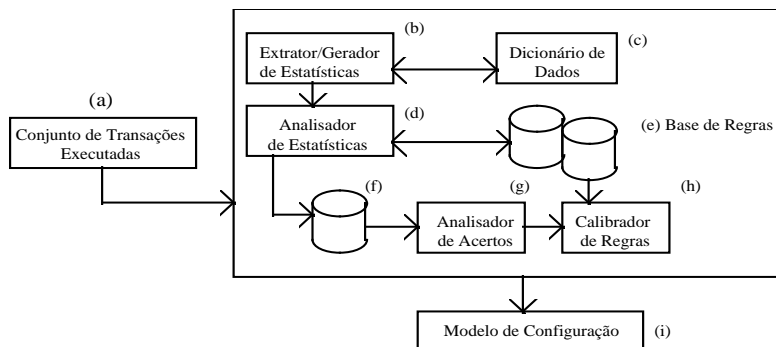 (b)
Extrator/Gerador
de Estatísticas
Dicionário de
Dados
(c)
(a)
Conjunto de Transações
Executadas
(d)
Analisador
de Estatísticas
(e) Base de Regras
(f)
(g)
Analisador
de Acertos
(h)
Calibrador
de Regras
Modelo de Configuração
(i)